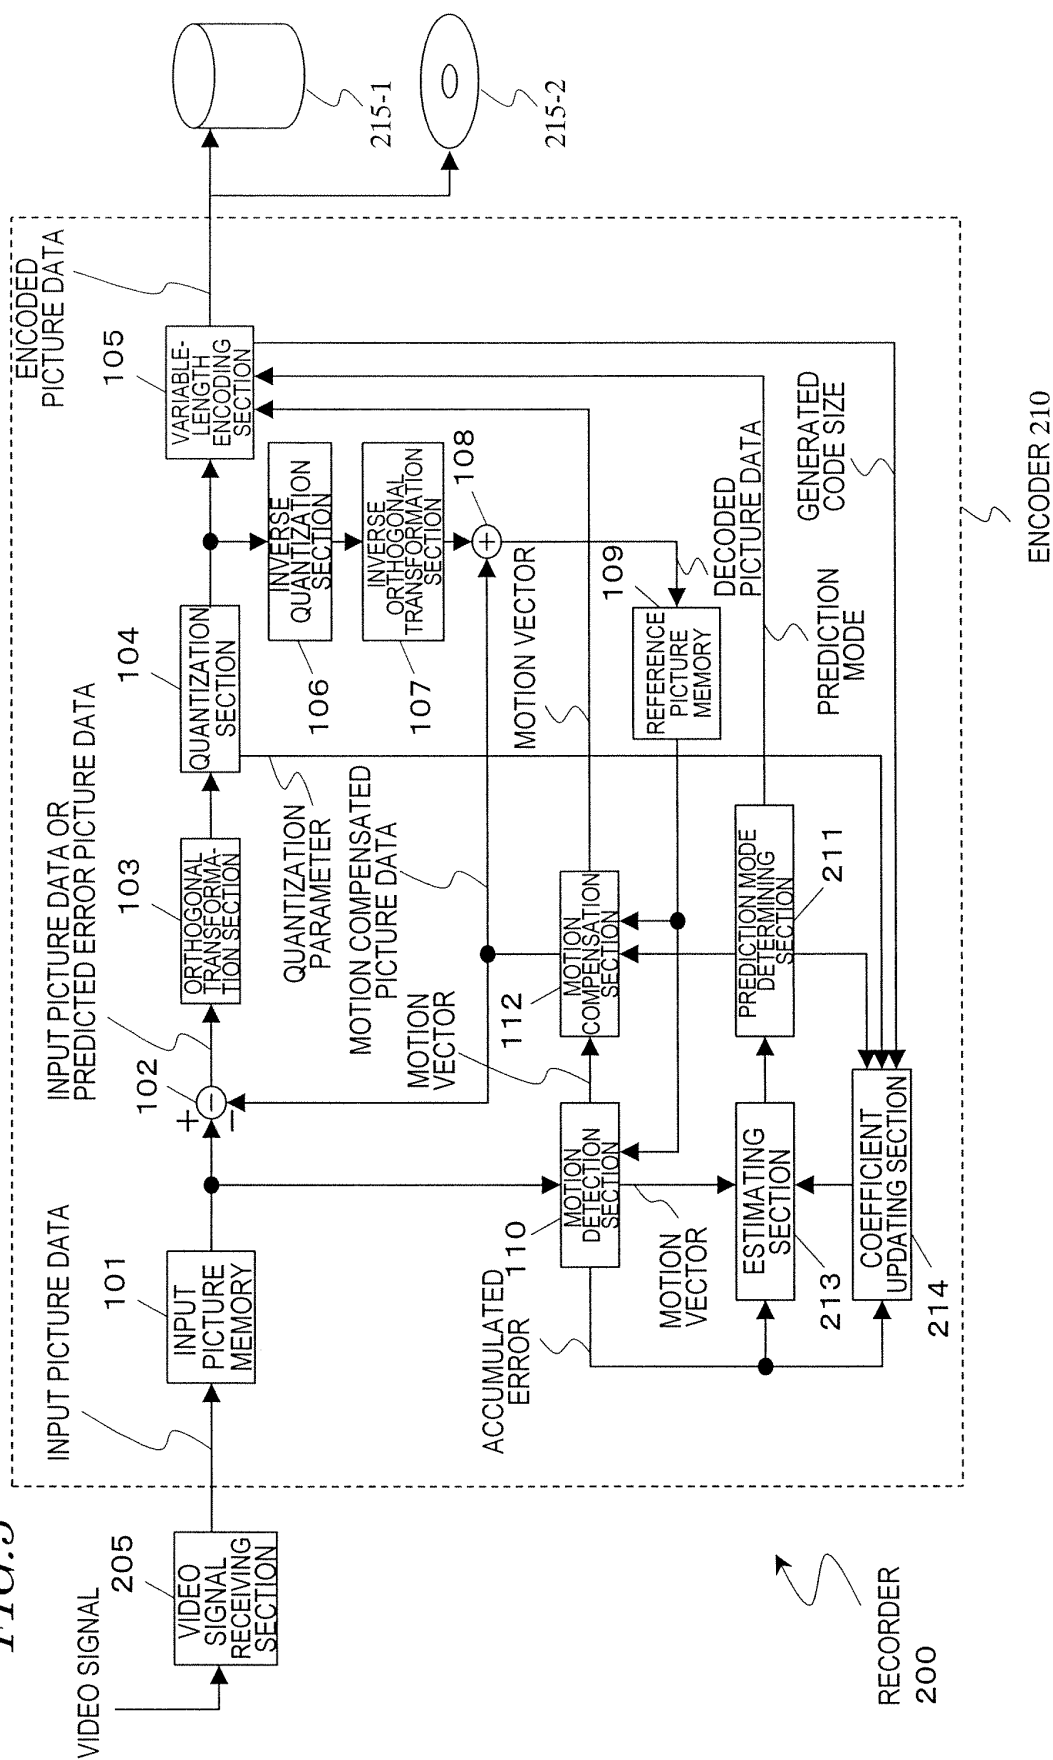 FIG.5
VIDEO SIGNAL
205
VIDEO
SIGNAL
RECEIVING
SECTION
INPUT PICTURE DATA
101
INPUT
PICTURE
MEMORY
INPUT PICTURE DATA OR
PREDICTED ERROR PICTURE DATA
102
+
−
−
103
ORTHOGONAL
TRANSFORMA-
TION SECTION
104
QUANTIZATION
SECTION
QUANTIZATION
PARAMETER
ENCODED
PICTURE DATA
105
VARIABLE-
LENGTH
ENCODING
SECTION
215-1
215-2
INVERSE
QUANTIZATION
SECTION
106
INVERSE
ORTHOGONAL
TRANSFORMATION
SECTION
107
+
108
MOTION COMPENSATED
PICTURE DATA
MOTION VECTOR
MOTION
VECTOR
109
REFERENCE
PICTURE
MEMORY
DECODED
PICTURE DATA
112
MOTION
COMPENSATION
SECTION
110
MOTION
DETECTION
SECTION
ACCUMULATED
ERROR
MOTION
VECTOR
PREDICTION MODE
DETERMINING
SECTION
211
PREDICTION
MODE
GENERATED
CODE SIZE
ESTIMATING
SECTION
213
COEFFICIENT
UPDATING SECTION
214
RECORDER
200
ENCODER 210